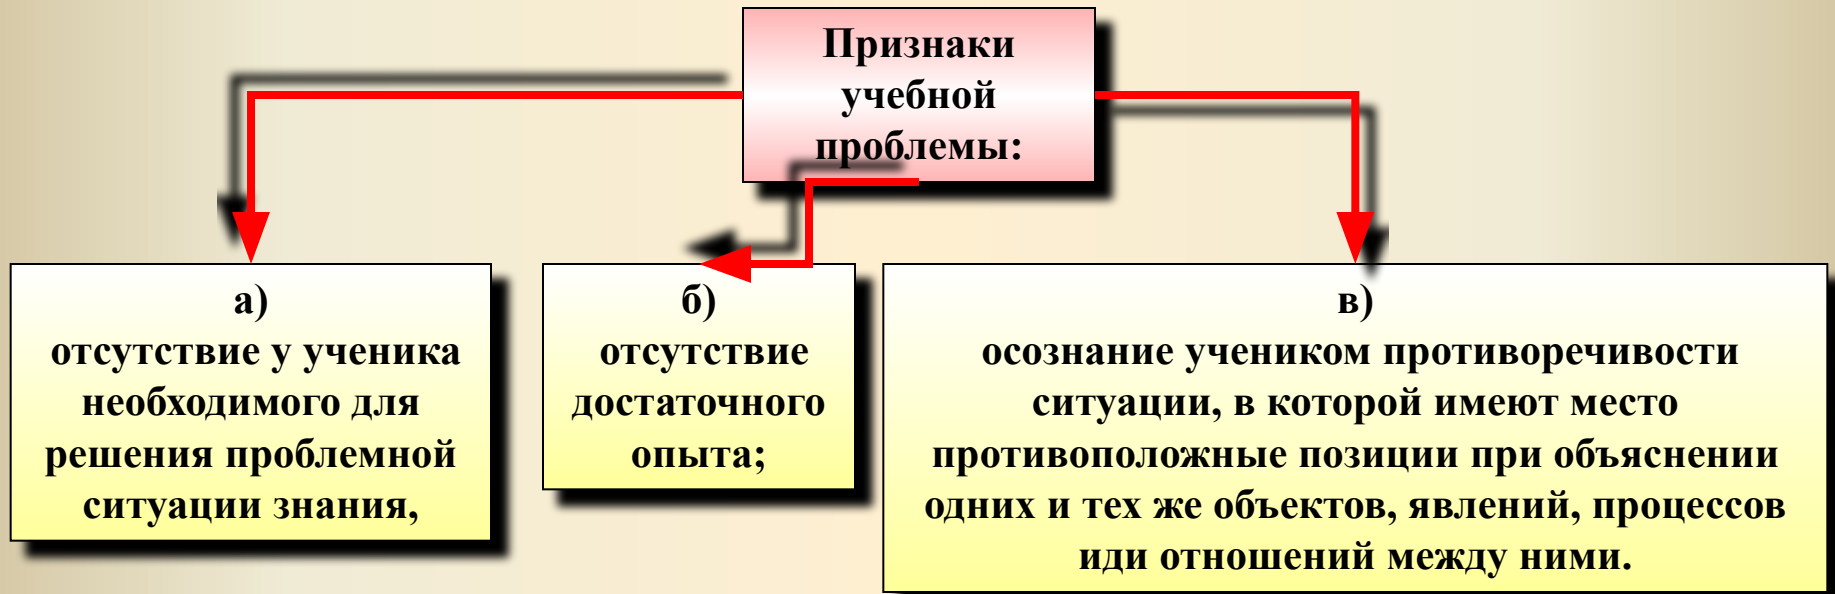 Признаки
учебной
проблемы:
а)
отсутствие у ученика
необходимого для
решения проблемной
ситуации знания,
б)
отсутствие
достаточного
опыта;
в)
осознание учеником противоречивости
ситуации, в которой имеют место
противоположные позиции при объяснении
одних и тех же объектов, явлений, процессов
иди отношений между ними.